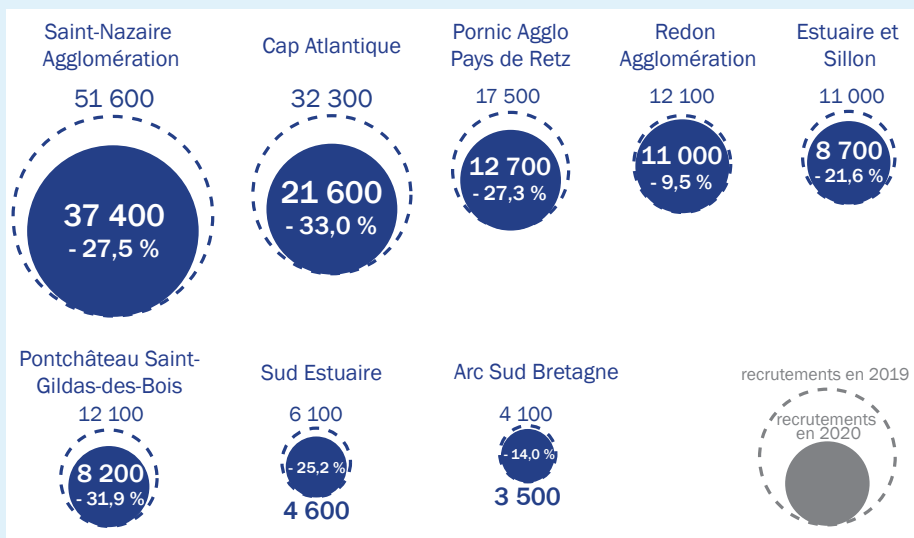 Saint-Nazaire
Agglomération
51 600
37 400
- 27,5 %
Cap Atlantique
32 300
21 600
- 33,0 %
Pornic Agglo
Pays de Retz
17 500
12 700
- 27,3 %
Redon
Agglomération
12 100
11 000
- 9,5 %
Estuaire et
Sillon
11 000
8 700
- 21,6 %
Pontchâteau Saint-
Gildas-des-Bois
12 100
8 200
- 31,9 %
Sud Estuaire
6 100
- 25,2 %
4 600
Arc Sud Bretagne
4 100
- 14,0 %
3 500
recrutements en 2019
recrutements
en 2020